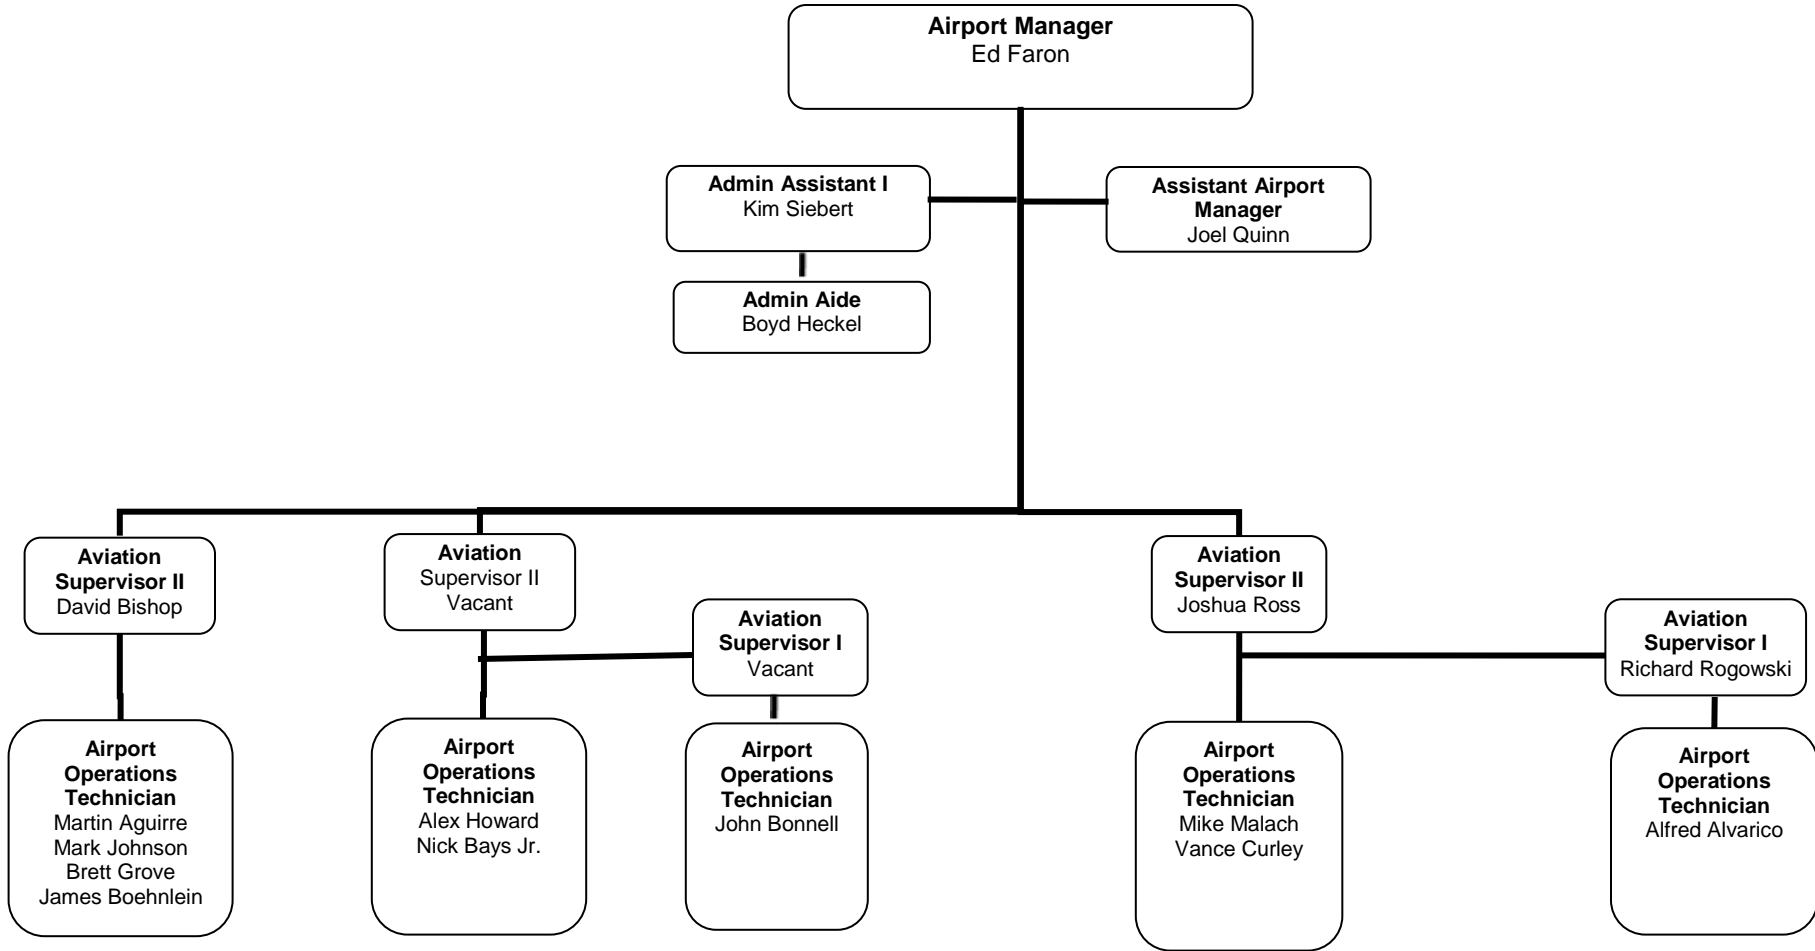 Airport Manager
Ed Faron
Admin Assistant I
Kim Siebert
Assistant Airport
Manager
Joel Quinn
Admin Aide
Boyd Heckel
Aviation
Supervisor II
David Bishop
Aviation
Supervisor II
Vacant
Aviation
Supervisor I
Vacant
Aviation
Supervisor II
Joshua Ross
Aviation
Supervisor I
Richard Rogowski
Airport
Operations
Technician
Martin Aguirre
Mark Johnson
Brett Grove
James Boehnlein
Airport
Operations
Technician
Alex Howard
Nick Bays Jr.
Airport
Operations
Technician
John Bonnell
Airport
Operations
Technician
Mike Malach
Vance Curley
Airport
Operations
Technician
Alfred Alvarico